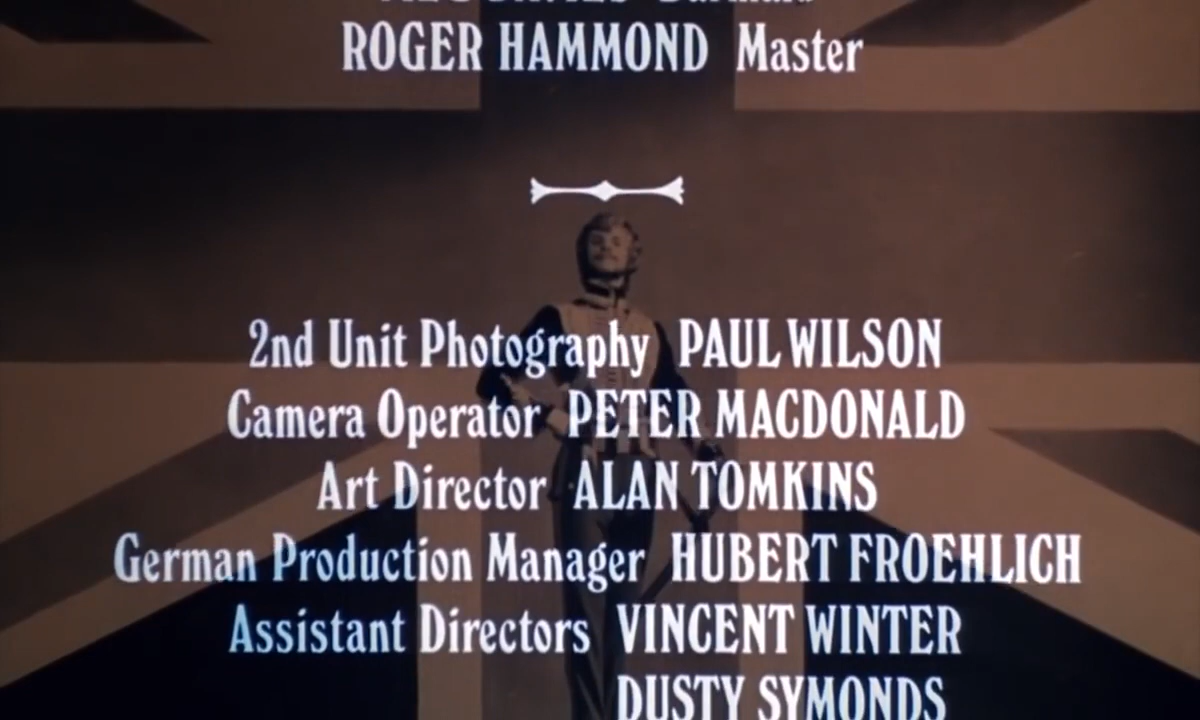 ROGER HAMMOND Master
2nd Unit Photography PAUL WILSON
Camera Operator PETER MACDONALD
Art Director ALAN TOMKINS
German Production Manager HUBERT FROEHLICH
Assistant Directors VINCENT WINTER
DUSTY SYMONDS